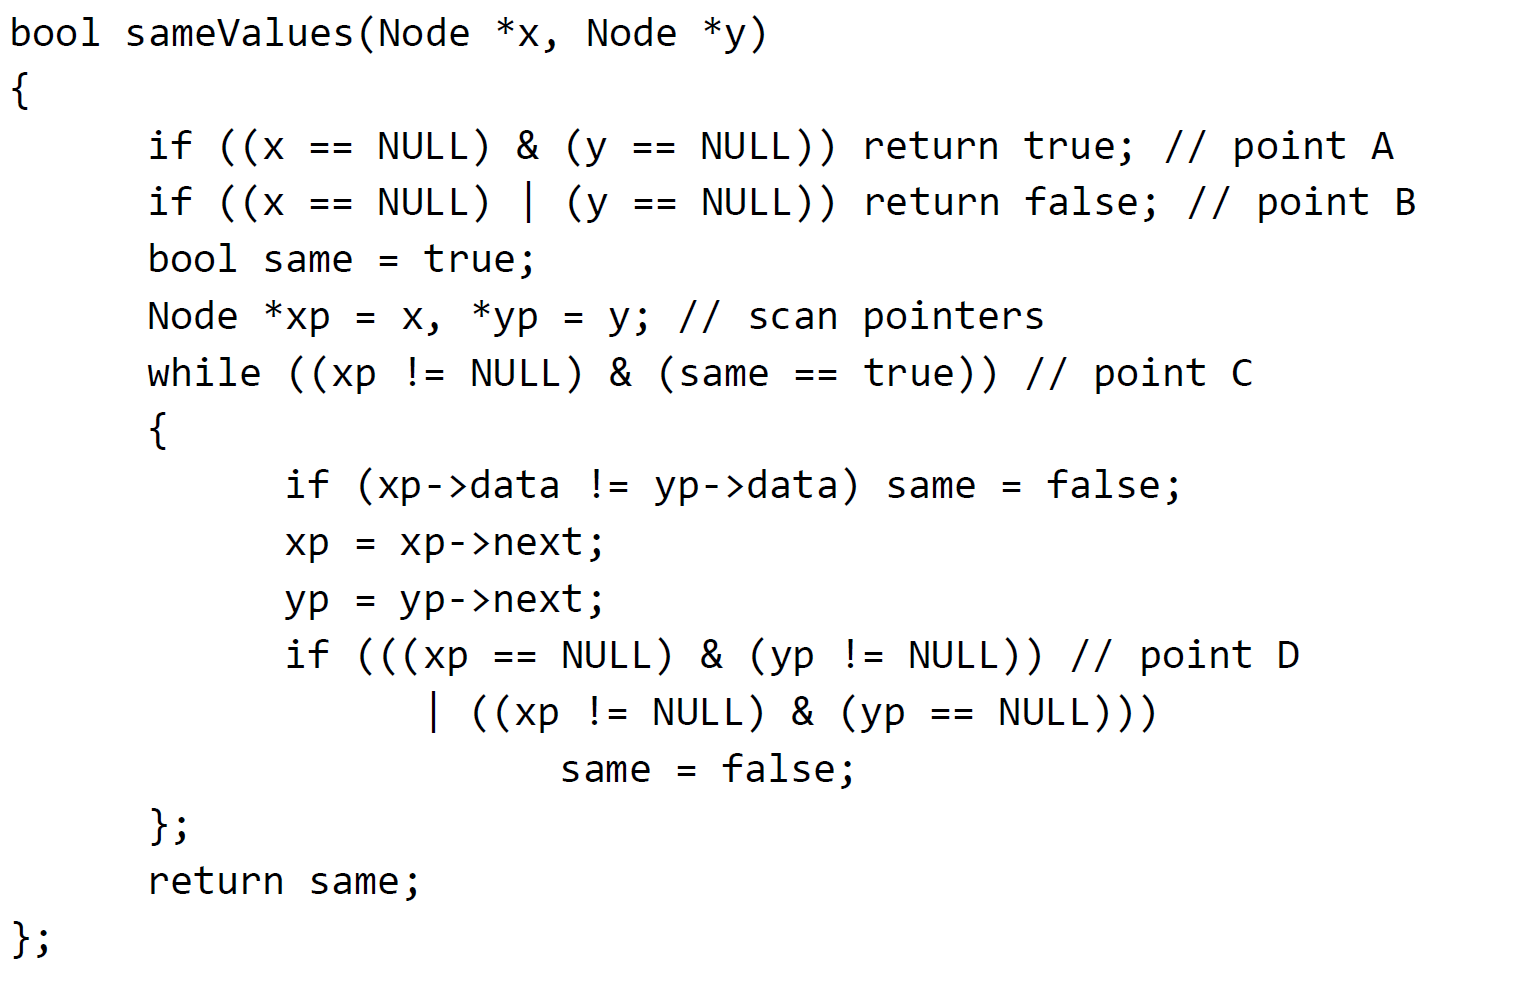 bool sameValues(Node *x, Node *y)
{
if ((x == NULL) & (y == NULL)) return true; // point A
if ((x == NULL) | (y == NULL)) return false; // point B
bool same = true;
Node *xp = x, *yp = y; // scan pointers
while ((xp != NULL) & (same == true)) // point C
{
if (xp->data != yp->data) same = false;
xp = xp->next;
yp = yp->next;
if (((xp == NULL) & (yp != NULL)) // point D
| ((xp != NULL) & (yp == NULL)))
same = false;
};
return same;
};